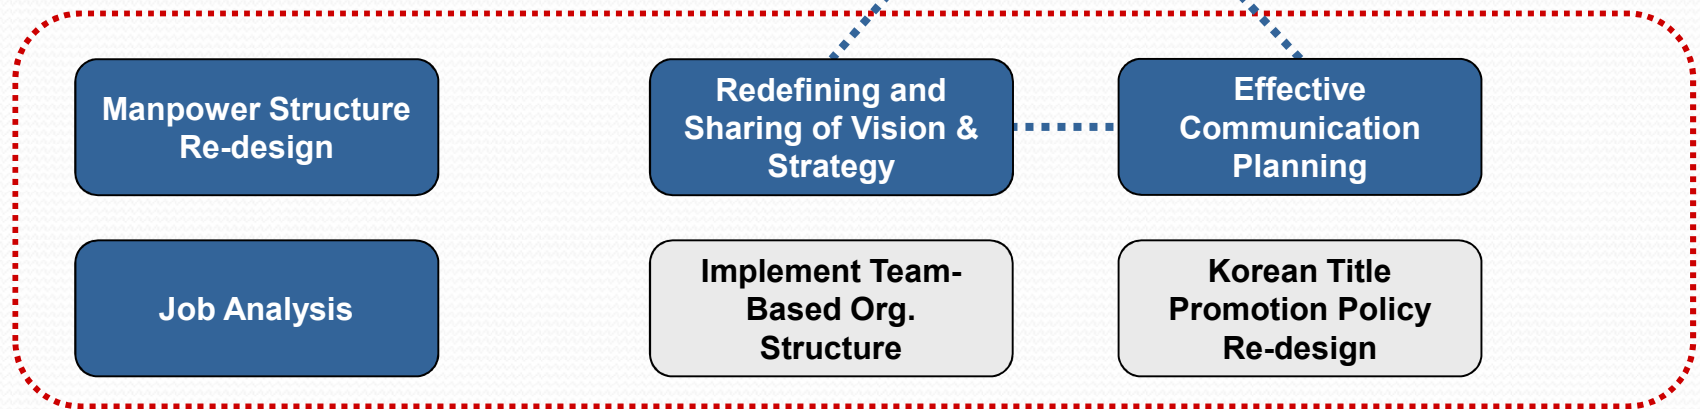 Manpower Structure
Re-design
Redefining and
Sharing of Vision &
Strategy
Effective
Communication
Planning
Job Analysis
Implement Team-
Based Org.
Structure
Korean Title
Promotion Policy
Re-design